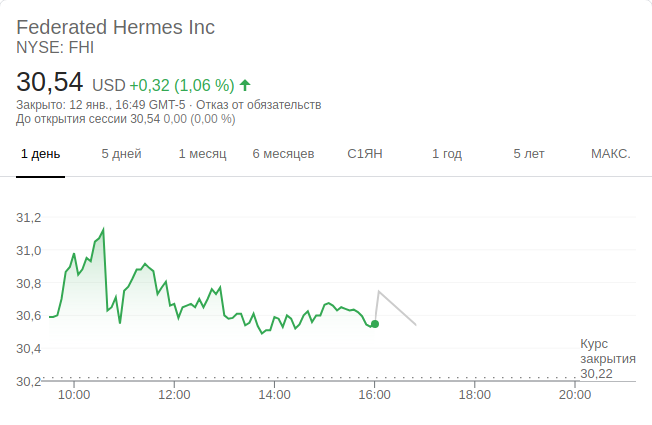 Federated Hermes Inc
NYSE: FHI
30,54 USD +0,32 (1,06 %)
Закрыто: 12 янв., 16:49 GMT-5 · Отказ от обязательств
До открытия сессии 30,54 0,00 (0,00 %)
1 день 5 дней 1 месяц 6 месяцев С1ЯН 1 год 5 лет МАКС.
31,2
31,0
30,8
30,6
30,4
30,2
Курс
закрытия
30,22
10:00 12:00 14:00 16:00 18:00 20:00